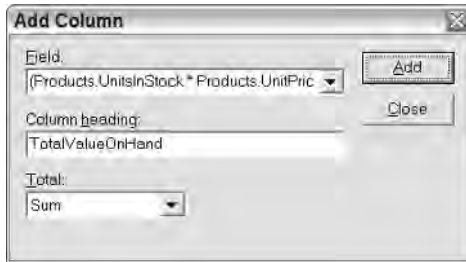 Add Column
Field:
(Products.UnitsInStock * Products.UnitPric
Add
Close
Column heading:
TotalValueOnHand
Total:
Sum